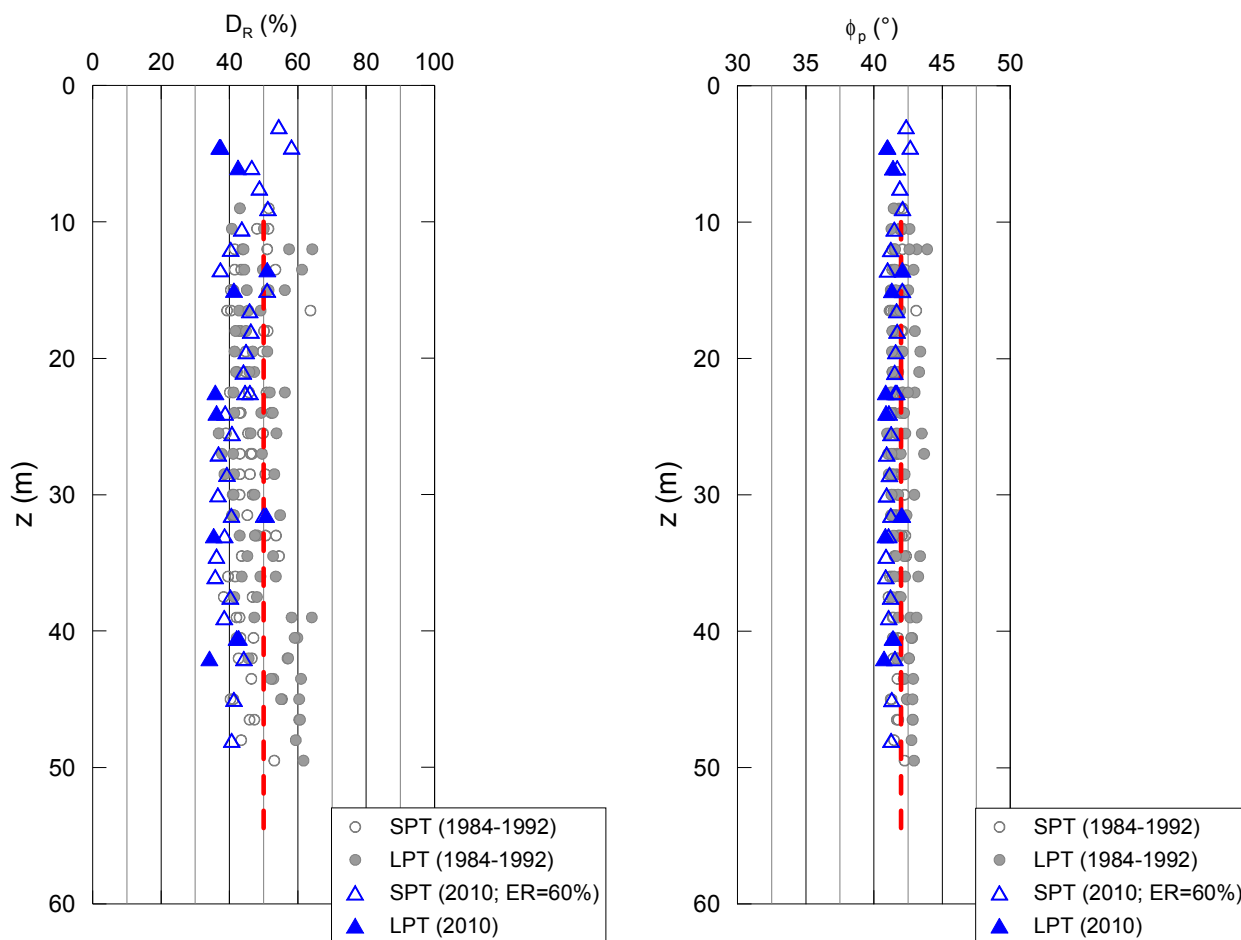 D_R (%)
0 20 40 60 80 100
0
10
20
30
40
50
60
z (m)
SPT (1984-1992)
LPT (1984-1992)
SPT (2010; ER=60%)
LPT (2010)
ϕ_p (°)
30 35 40 45 50
0
10
20
30
40
50
60
z (m)
SPT (1984-1992)
LPT (1984-1992)
SPT (2010; ER=60%)
LPT (2010)